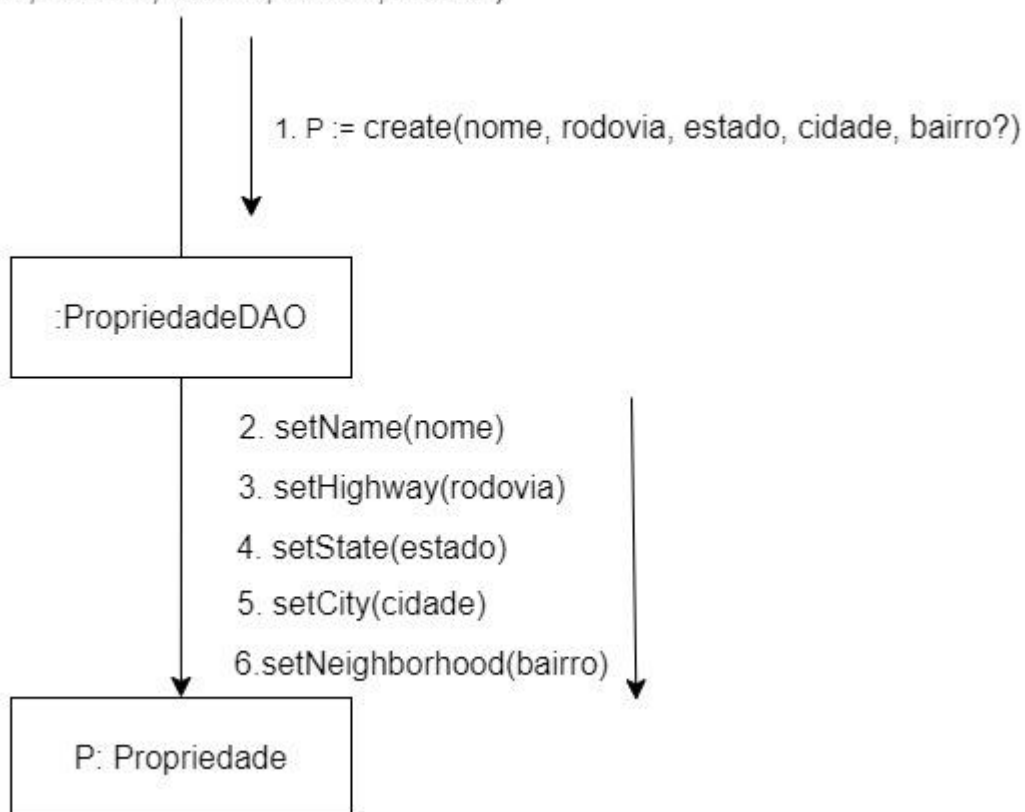 1. P := create(nome, rodovia, estado, cidade, bairro?)
:PropriedadeDAO
2. setName(nome)
3. setHighway(rodovia)
4. setState(estado)
5. setCity(cidade)
6.setNeighborhood(bairro)
P: Propriedade